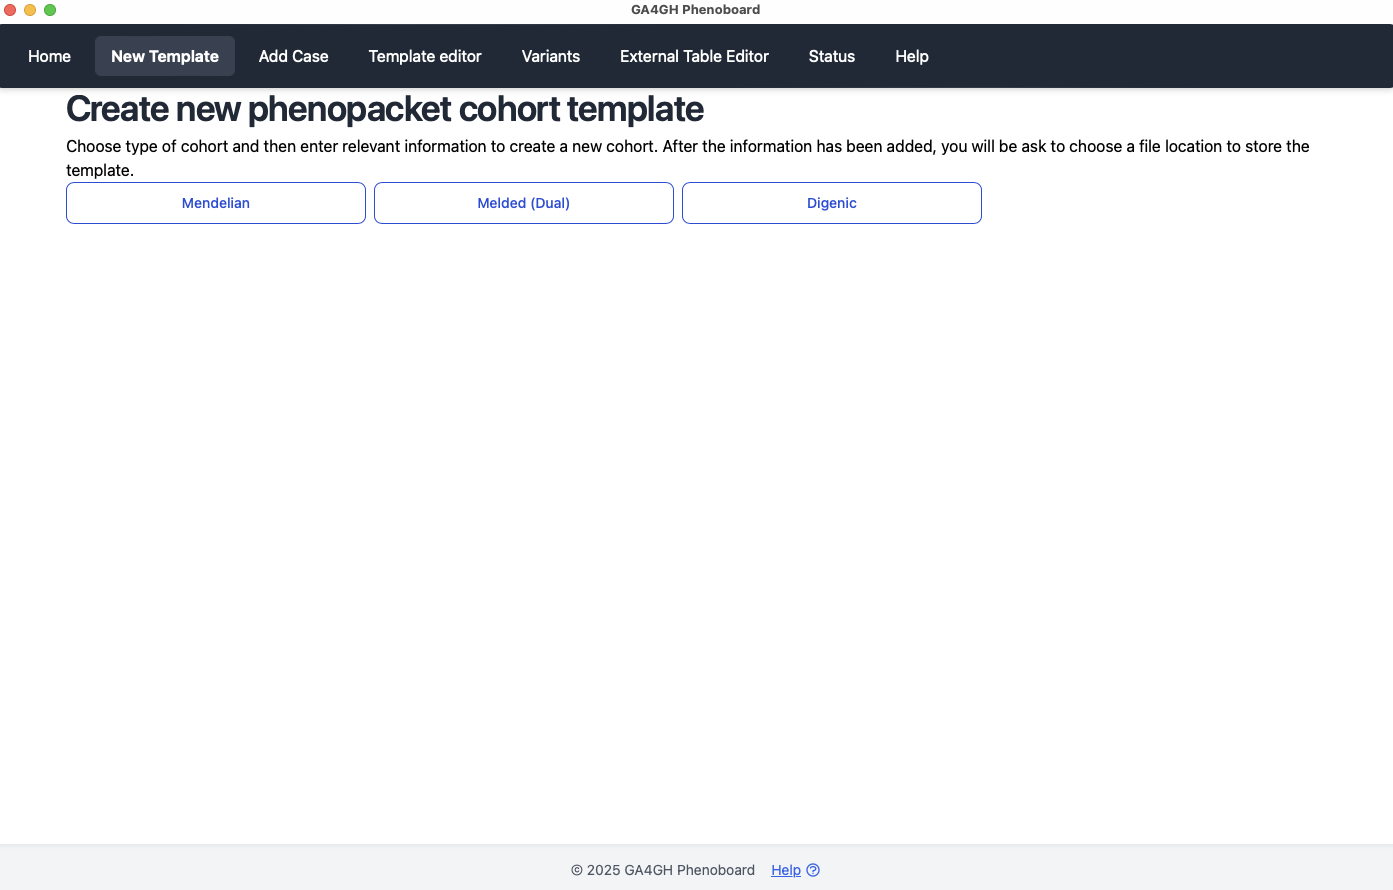 GA4GH Phenoboard
Home New Template Add Case Template editor Variants External Table Editor Status Help
Create new phenopacket cohort template
Choose type of cohort and then enter relevant information to create a new cohort. After the information has been added, you will be ask to choose a file location to store the
template.
Mendelian Melded (Dual) Digenic
© 2025 GA4GH Phenoboard Help ?